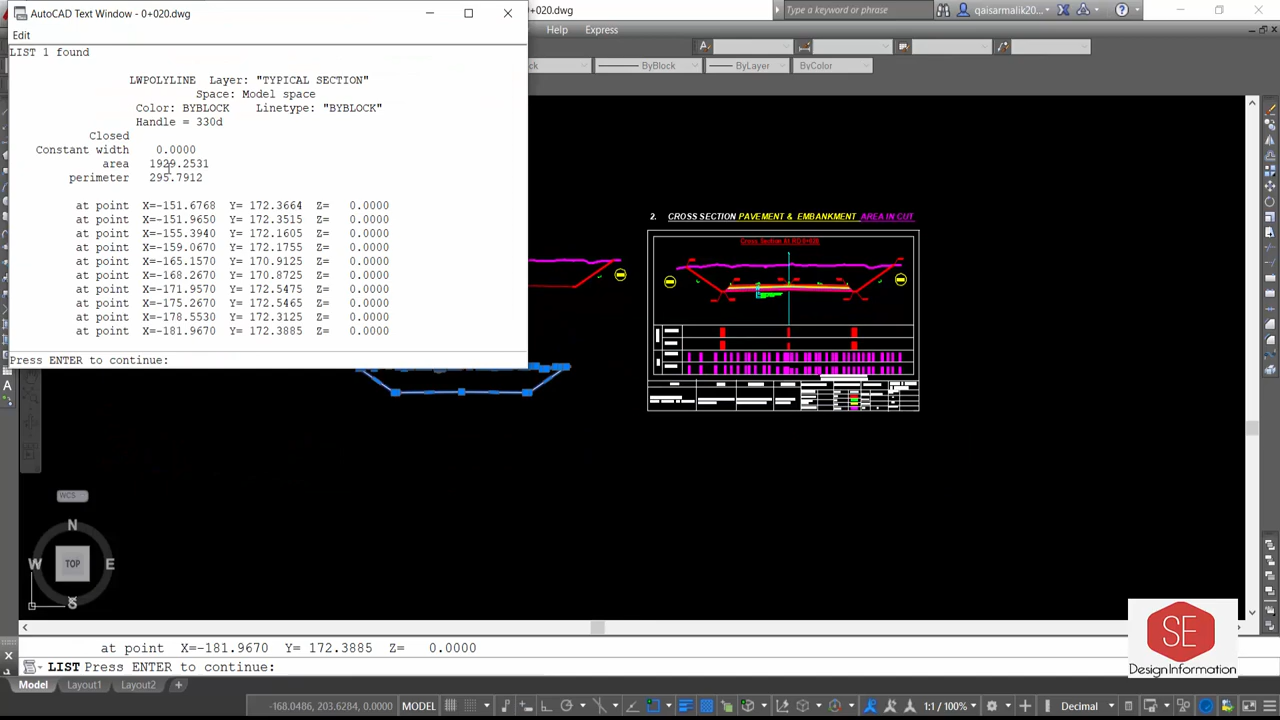 AutoCAD Text Window - 0+020.dwg
0+020.dwg
Type a keyword or phrase
qaisarmalik20...
Edit
Help Express
LIST 1 found
LWPOLYLINE Layer: "TYPICAL SECTION"
Space: Model space
Color: BYBLOCK Linetype: "BYBLOCK"
Handle = 330d
Closed
Constant width 0.0000
area 1929.2531
perimeter 295.7912
at point X=-151.6768 Y= 172.3664 Z= 0.0000
at point X=-151.9650 Y= 172.3515 Z= 0.0000
at point X=-155.3940 Y= 172.1605 Z= 0.0000
at point X=-159.0670 Y= 172.1755 Z= 0.0000
at point X=-165.1570 Y= 170.9125 Z= 0.0000
at point X=-168.2670 Y= 170.8725 Z= 0.0000
at point X=-171.9570 Y= 172.5475 Z= 0.0000
at point X=-175.2670 Y= 172.5465 Z= 0.0000
at point X=-178.5530 Y= 172.3125 Z= 0.0000
at point X=-181.9670 Y= 172.3885 Z= 0.0000
Press ENTER to continue:
ByBlock
ByLayer
ByColor
2. CROSS SECTION PAVEMENT & EMBANKMENT AREA IN CUT
WCS
N
W TOP E
S
at point X=-181.9670 Y= 172.3885 Z= 0.0000
LIST Press ENTER to continue:
Model Layout1 Layout2 +
-168.0486, 203.6284, 0.0000 MODEL
1:1 / 100%
Decimal
SE
Design Information